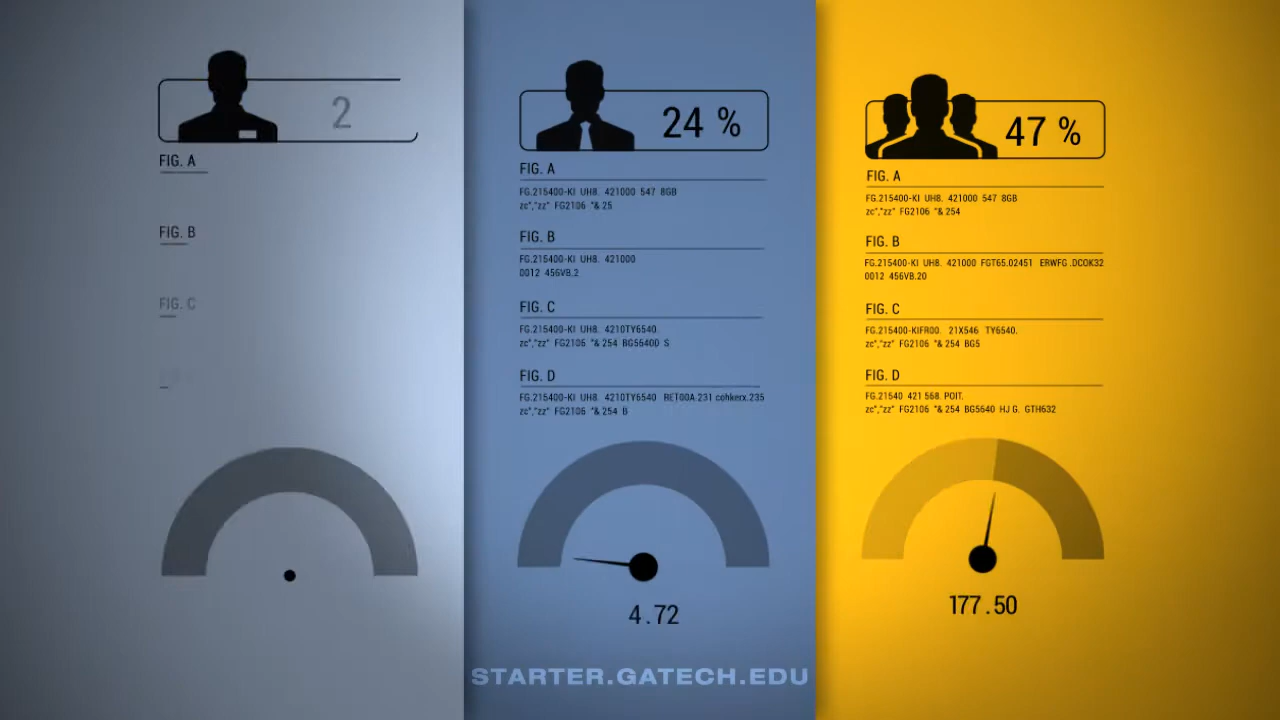 2
FIG. A
FIG. B
FIG. C
24 %
FIG. A
FG.215400-KI UH8. 421000 547 8GB
zc","zz" FG2106 "& 25
FIG. B
FG.215400-KI UH8. 421000
0012 456VB.2
FIG. C
FG.215400-KI UH8. 4210TY6540.
zc","zz" FG2106 "& 254 BG5640D S
FIG. D
FG.215400-KI UH8. 4210TY6540 RET00A.231 cohkerx.235
zc","zz" FG2106 "& 254 B
4.72
STARTER.GATECH.EDU
47 %
FIG. A
FG.215400-KI UH8. 421000 547 8GB
zc","zz" FG2106 "& 254
FIG. B
FG.215400-KI UH8. 421000 FGT65.02451 ERWFG .DCOK32
0012 456VB.20
FIG. C
FG.215400-KIFR00. 21X546 TY6540.
zc","zz" FG2106 "& 254 BG5
FIG. D
FG.21540 421 568. POIT.
zc","zz" FG2106 "& 254 BG5640 HJ G. GTH632
177.50